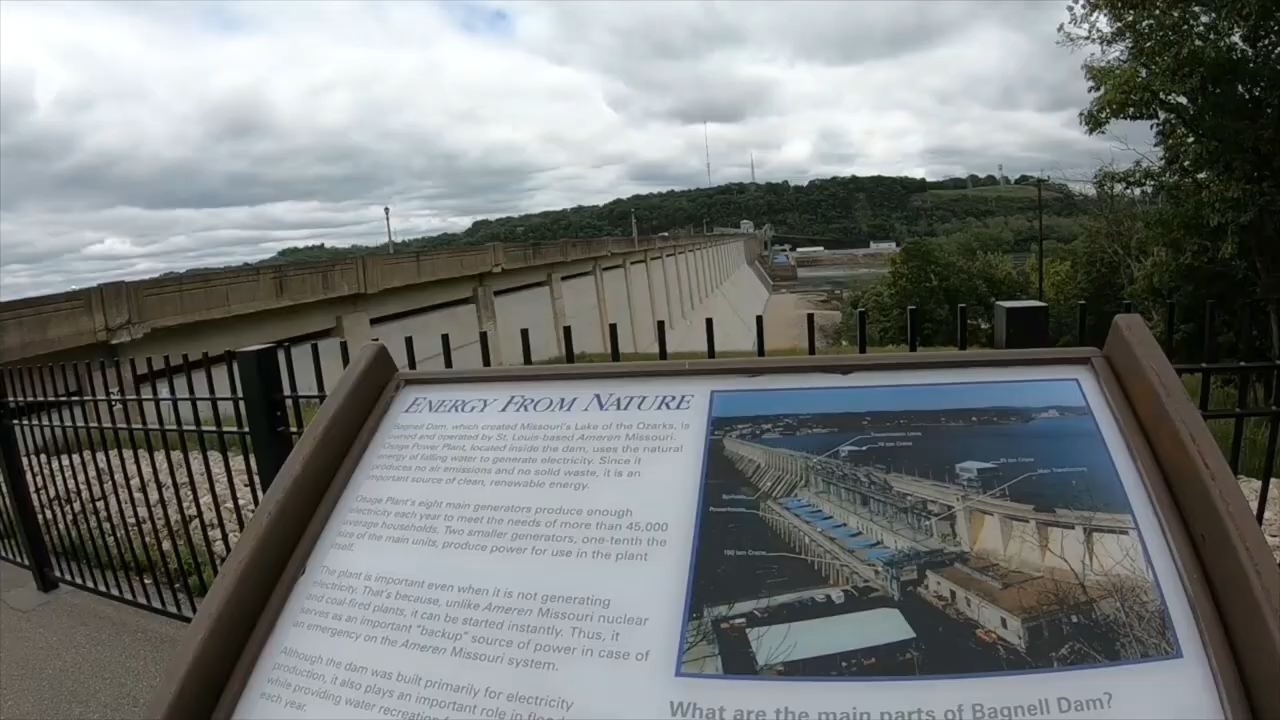 ENERGY FROM NATURE
Bagnell Dam, which created Missouri's Lake of the Ozarks, is
owned and operated by St. Louis-based Ameren Missouri.
Osage Power Plant, located inside the dam, uses the natural
energy of falling water to generate electricity. Since it
produces no air emissions and no solid waste, it is an
important source of clean, renewable energy.
Osage Plant's eight main generators produce enough
electricity each year to meet the needs of more than 45,000
average households. Two smaller generators, one-tenth the
size of the main units, produce power for use in the plant
itself.
The plant is important even when it is not generating
electricity. That's because, unlike Ameren Missouri nuclear
and coal-fired plants, it can be started instantly. Thus, it
serves as an important "backup" source of power in case of
an emergency on the Ameren Missouri system.
Although the dam was built primarily for electricity
production, it also plays an important role in flood
while providing water recreation
each year.
Transmission Lines
Main Transformers
Powerhouse
150 ton Crane
What are the main parts of Bagnell Dam?